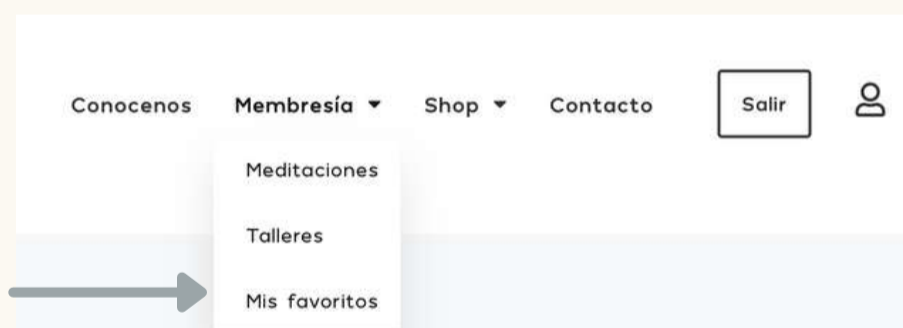 Conocenos Membresía Shop Contacto Salir
Meditaciones
Talleres
Mis favoritos